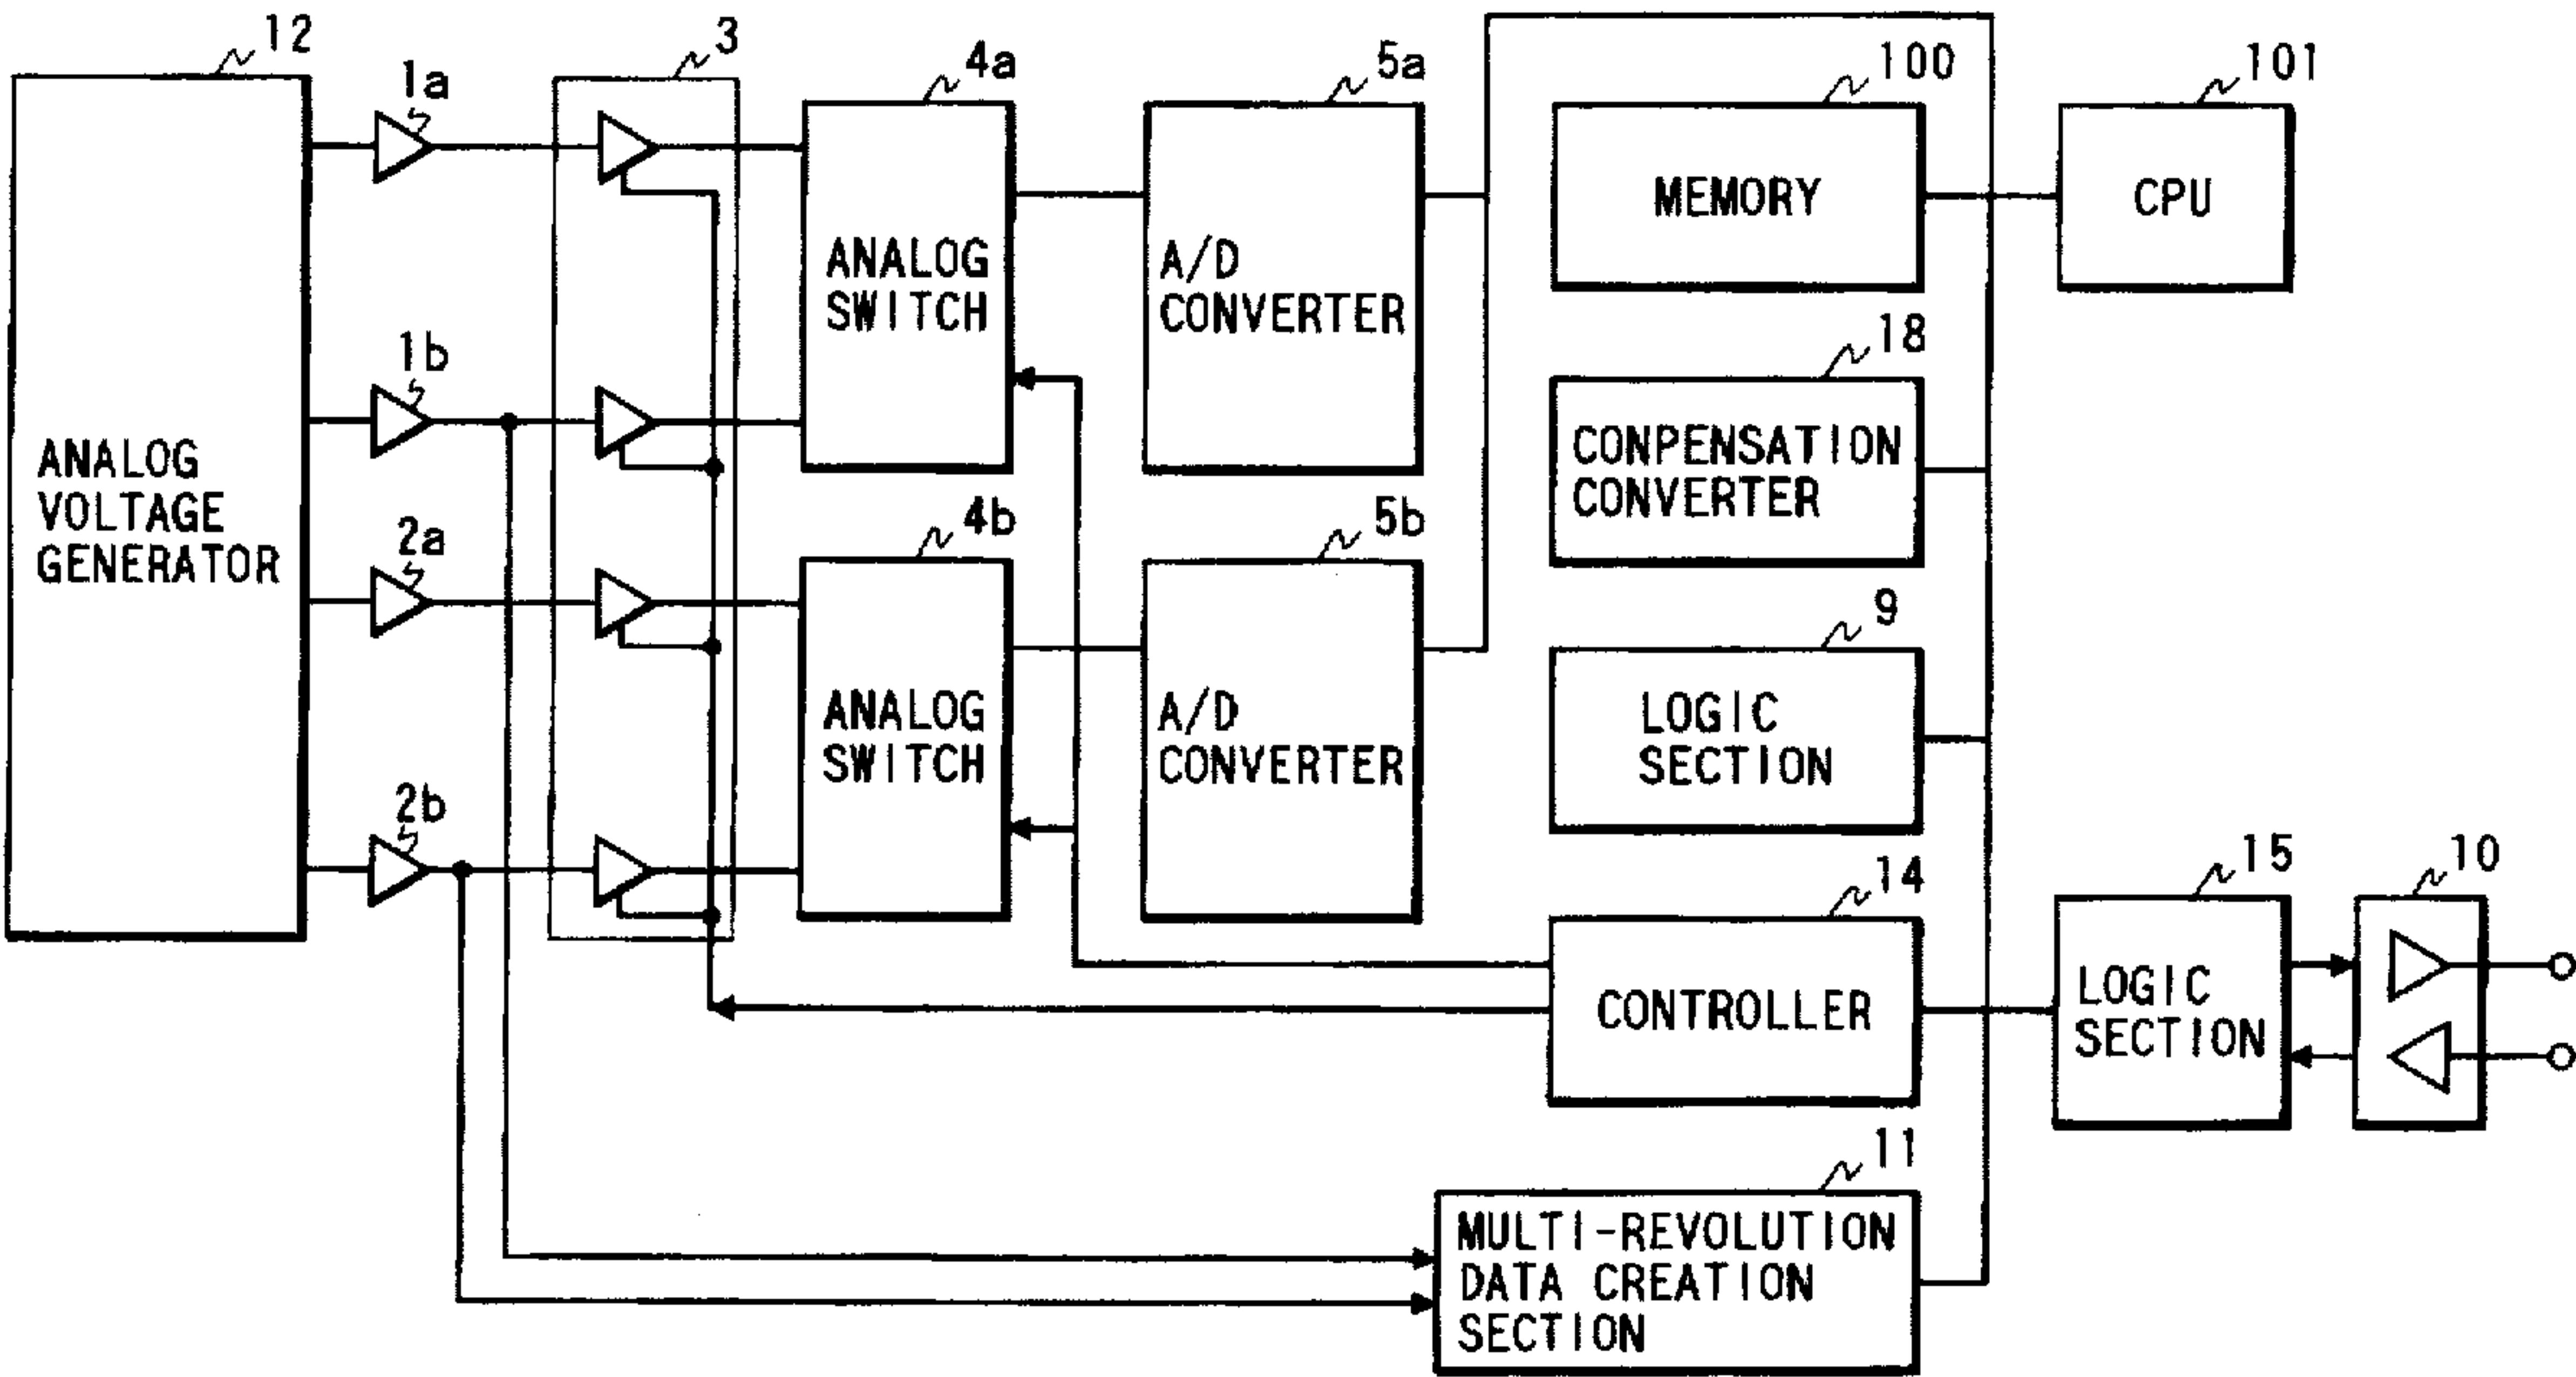 12
3
4a
5a
100
101
1a
MEMORY
CPU
ANALOG
SWITCH
A/D
CONVERTER
1b
18
CONPENSATION
CONVERTER
ANALOG
VOLTAGE
GENERATOR
2a
4b
5b
9
LOGIC
SECTION
ANALOG
SWITCH
A/D
CONVERTER
2b
14
15
10
CONTROLLER
LOGIC
SECTION
11
MULTI-REVOLUTION
DATA CREATION
SECTION